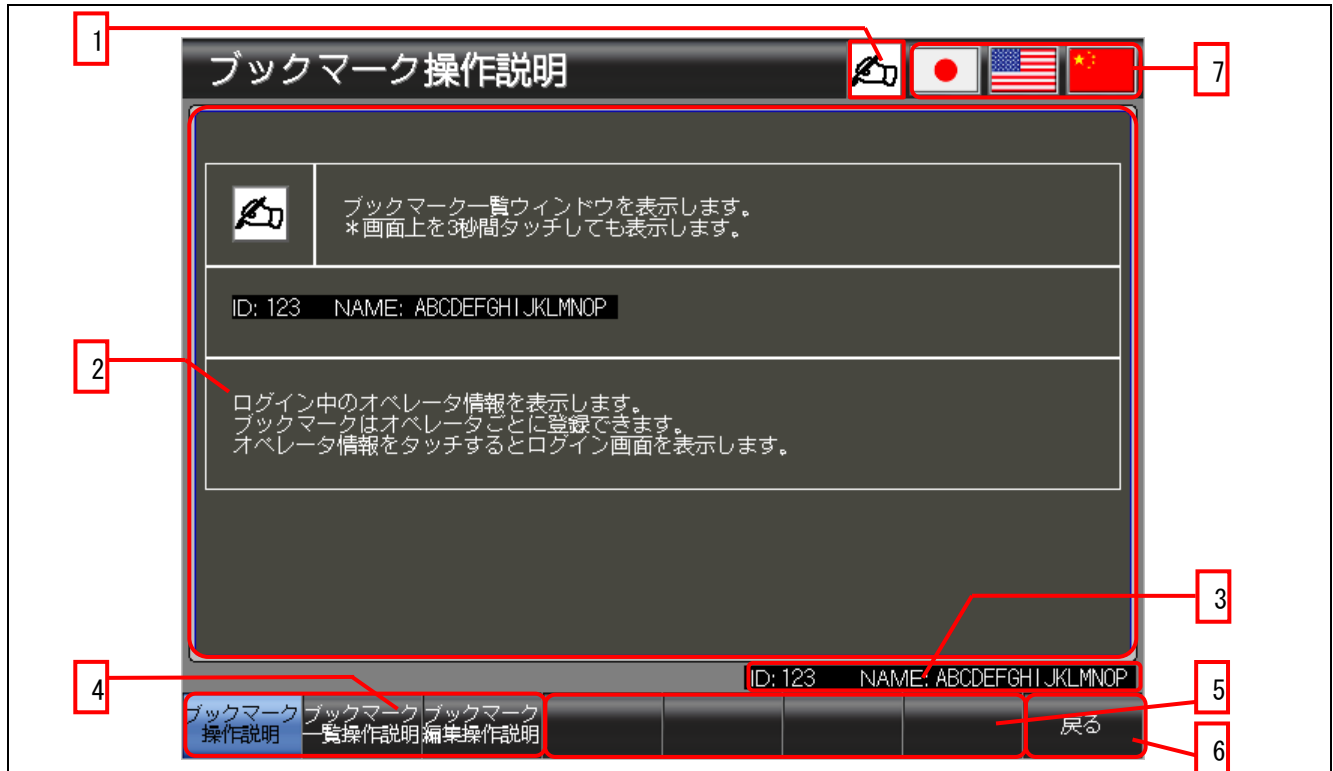 1
ブックマーク操作説明
7
ブックマーク一覧ウィンドウを表示します。
*画面上を3秒間タッチしても表示します。
ID: 123 NAME: ABCDEFGHIJKLMNOP
2
ログイン中のオペレータ情報を表示します。
ブックマークはオペレータごとに登録できます。
オペレータ情報をタッチするとログイン画面を表示します。
3
ID: 123 NAME: ABCDEFGHIJKLMNOP
4
5
ブックマーク
操作説明
ブックマーク
一覧操作説明
ブックマーク
編集操作説明
戻る
6